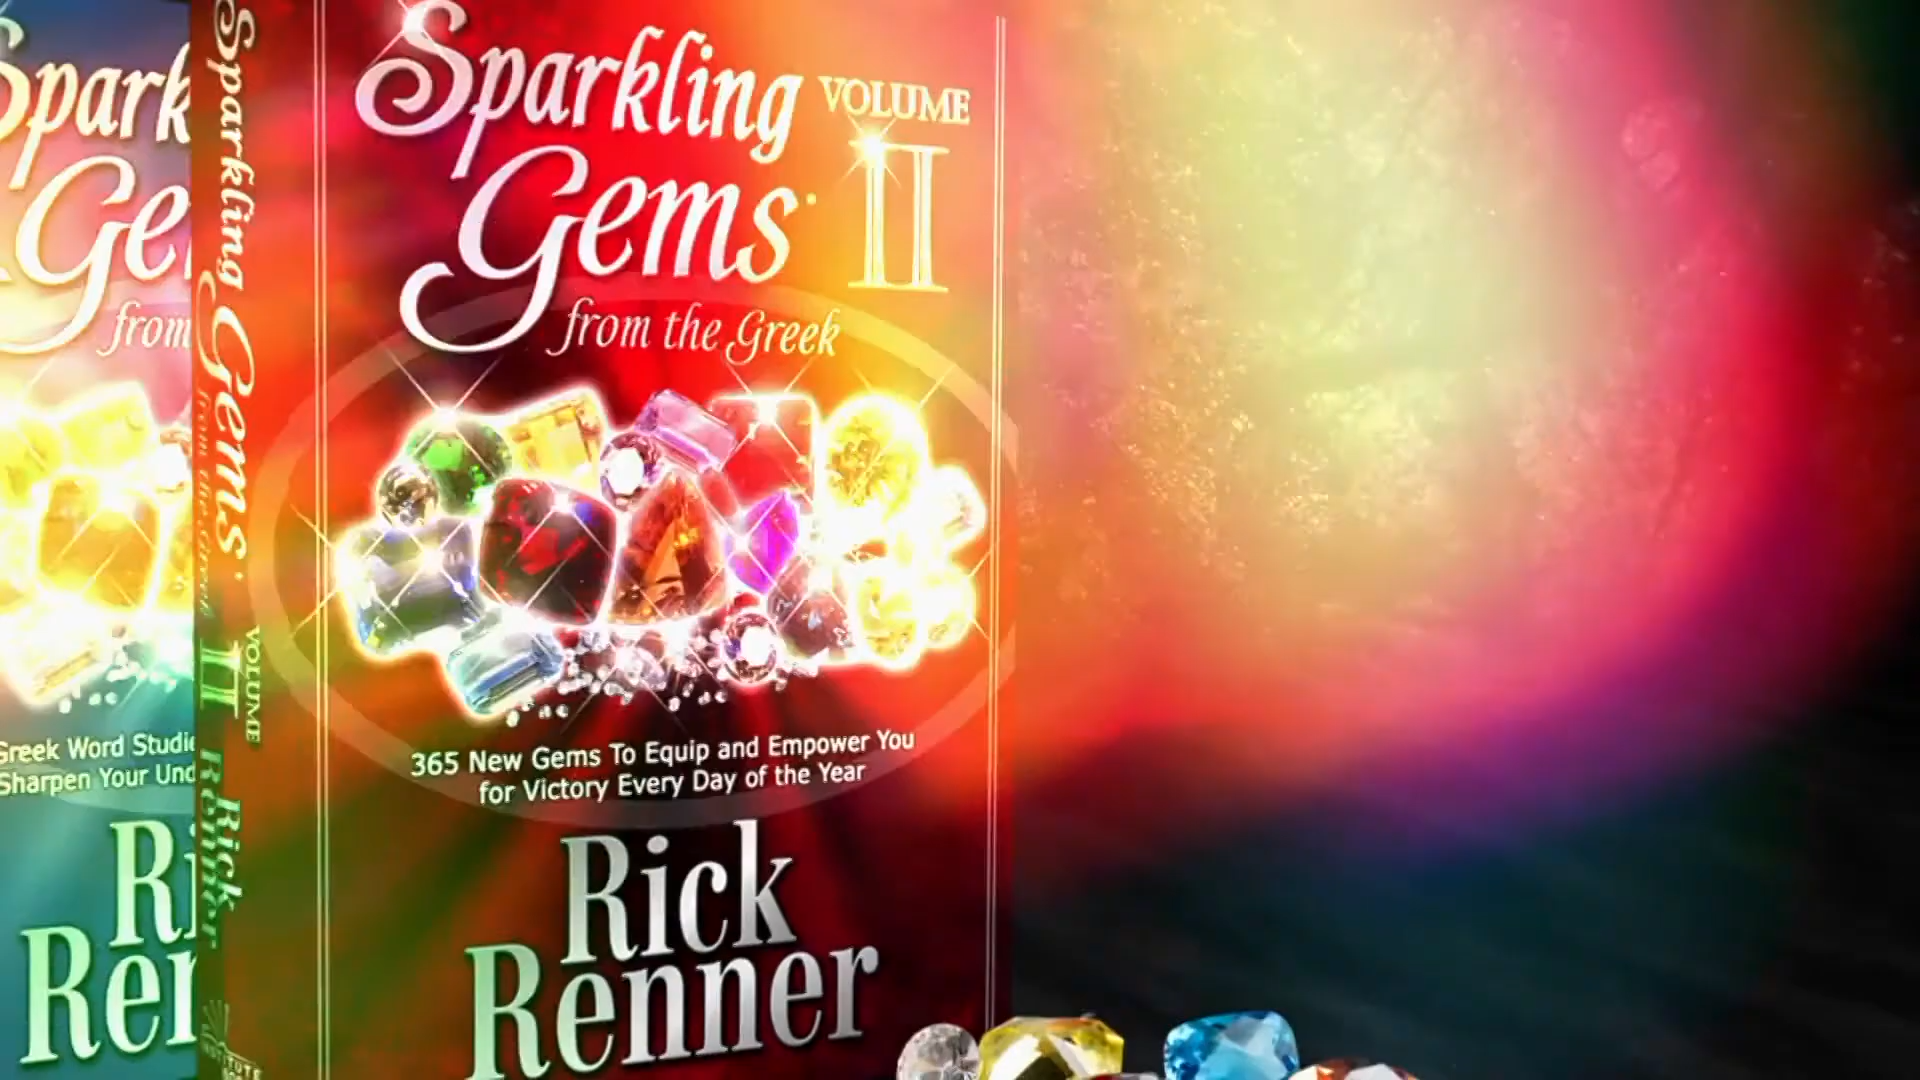 Spark
Ge
from
Greek Word Studie
Sharpen Your Und
Ri
Ren
Sparkling Gems
from the Greek
VOLUME
II
Rick
Renner
Sparkling
VOLUME
Gems
II
from the Greek
365 New Gems To Equip and Empower You
for Victory Every Day of the Year
Rick
Renner